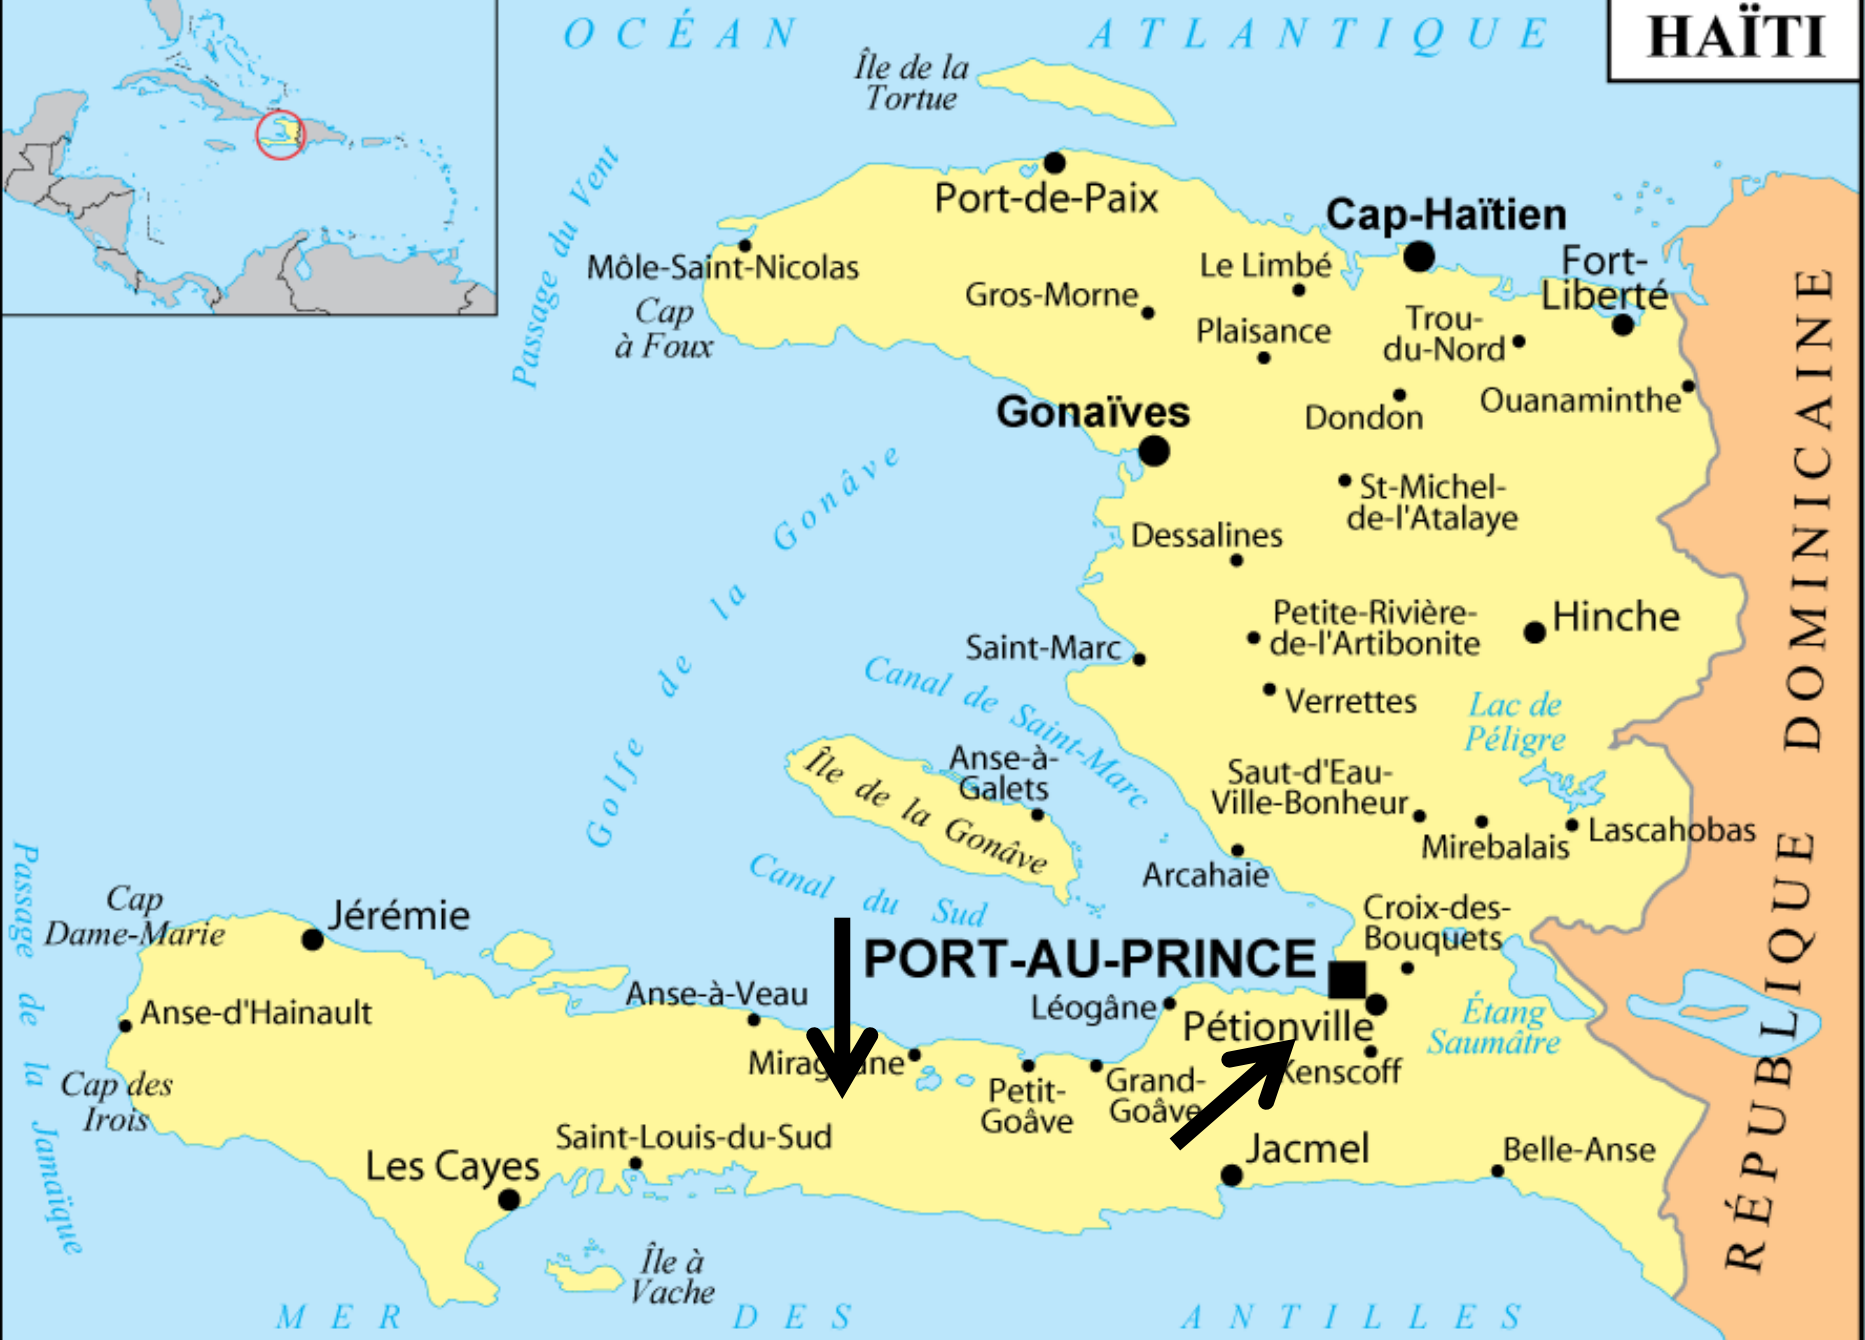 OCÉAN ATLANTIQUE
HAÏTI
Île de la
Tortue
Passage du Vent
Port-de-Paix
Cap-Haïtien
Môle-Saint-Nicolas
Cap
à Foux
Le Limbé
Fort-
Liberté
Gros-Morne
Plaisance
Trou-
du-Nord
Ouanaminthe
Dondon
Gonaïves
St-Michel-
de-l'Atalaye
Dessalines
Golfe de la Gonâve
Petite-Rivière-
de-l'Artibonite
Hinche
Saint-Marc
Canal de Saint-Marc
Verrettes
Lac de
Péligre
RÉPUBLIQUE DOMINICAINE
Île de la Gonâve
Anse-à-
Galets
Saut-d'Eau-
Ville-Bonheur
Mirebalais
Lascahobas
Arcahaie
Canal du Sud
Croix-des-
Bouquets
Passage de la Jamaïque
Cap
Dame-Marie
Jérémie
PORT-AU-PRINCE
Anse-à-Veau
Léogâne
Pétionville
Étang
Saumâtre
Anse-d'Hainault
Kenscoff
Cap des
Irois
Petit-
Goâve
Grand-
Goâve
Saint-Louis-du-Sud
Les Cayes
Jacmel
Belle-Anse
Île à
Vache
MER DES ANTILLES